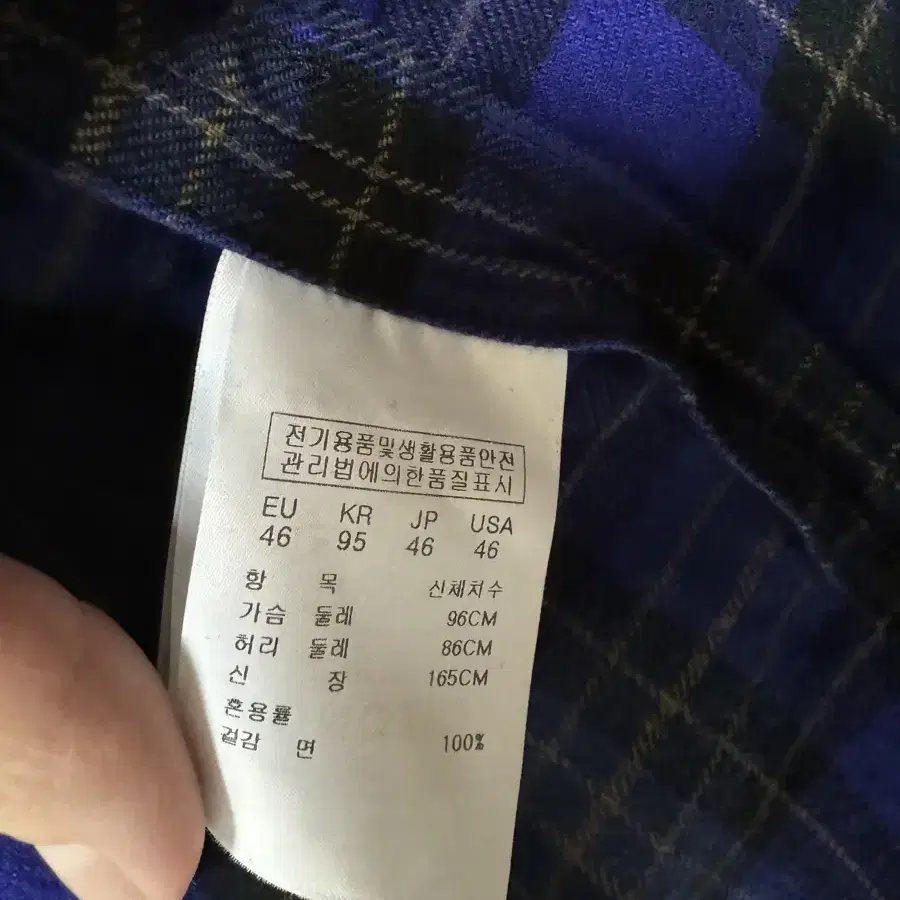 전기용품및생활용품안전
관리법에의한품질표시
EU KR JP USA
46 95 46 46
항 목 신체치수
가슴 둘레 96CM
허리 둘레 86CM
신 장 165CM
혼용률
겉감 면 100%